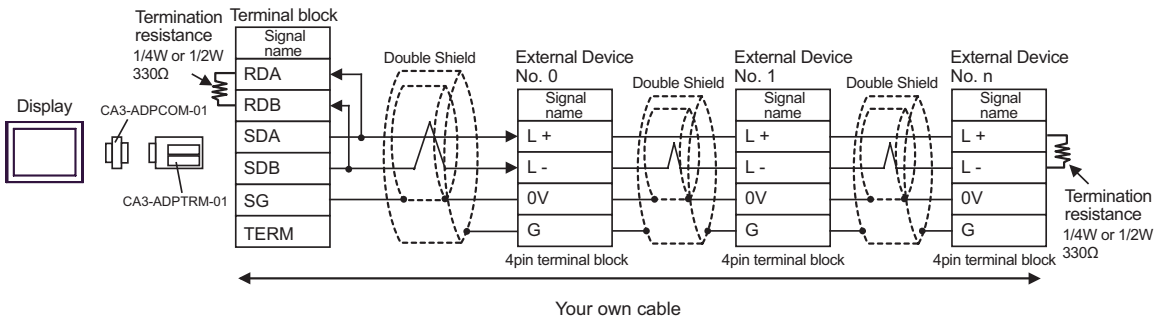 Termination
resistance
1/4W or 1/2W
330Ω
Terminal block
Signal
name
RDA
RDB
SDA
SDB
SG
TERM
Display
CA3-ADPCOM-01
CA3-ADPTRM-01
Double Shield
External Device
No. 0
Signal
name
L +
L -
0V
G
4pin terminal block
Double Shield
External Device
No. 1
Signal
name
L +
L -
0V
G
4pin terminal block
Double Shield
External Device
No. n
Signal
name
L +
L -
0V
G
4pin terminal block
Termination
resistance
1/4W or 1/2W
330Ω
Your own cable